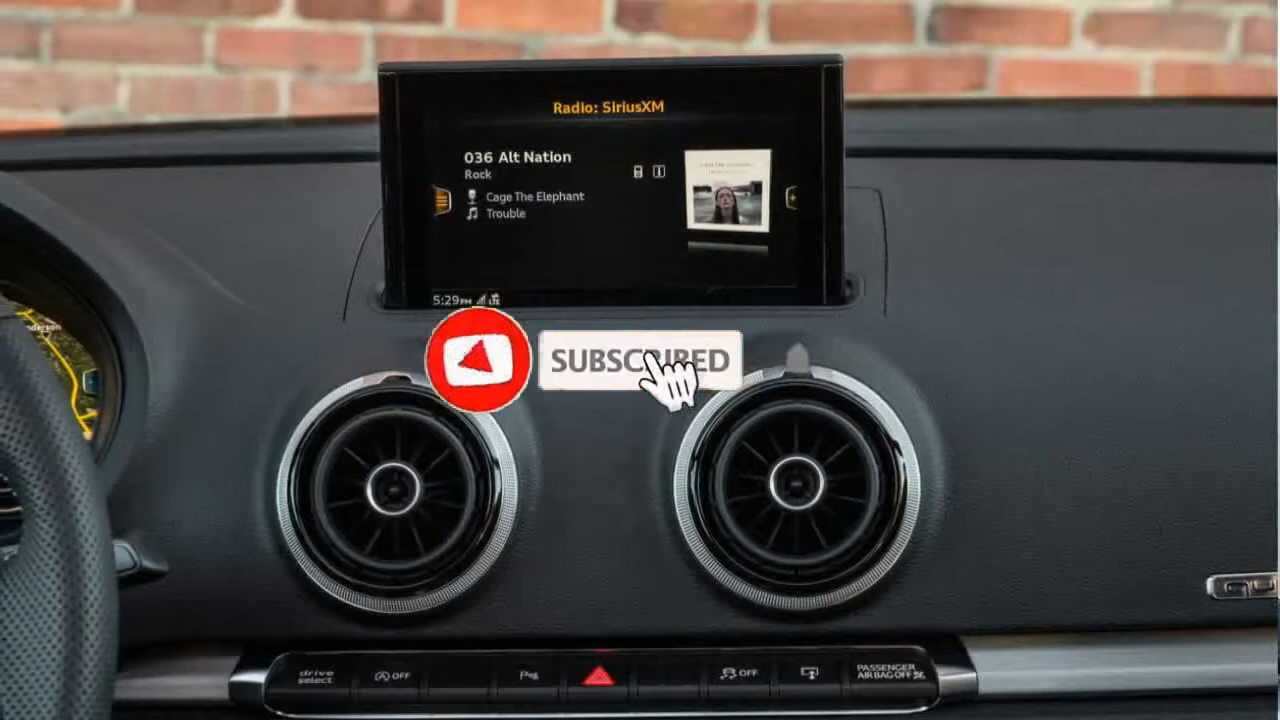 Radio: SiriusXM
036 Alt Nation
Rock
Cage The Elephant
Trouble
5:29PM LTE
SUBSCRIBED
drive select
OFF
P
OFF
PASSENGER
AIR BAG OFF